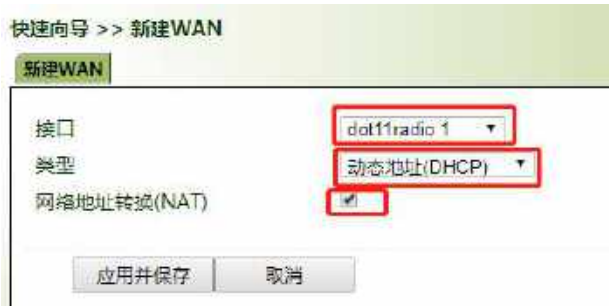 快速向导 >> 新建WAN
新建WAN
接口 dot11radio 1
类型 动态地址(DHCP)
网络地址转换(NAT)
应用并保存 取消